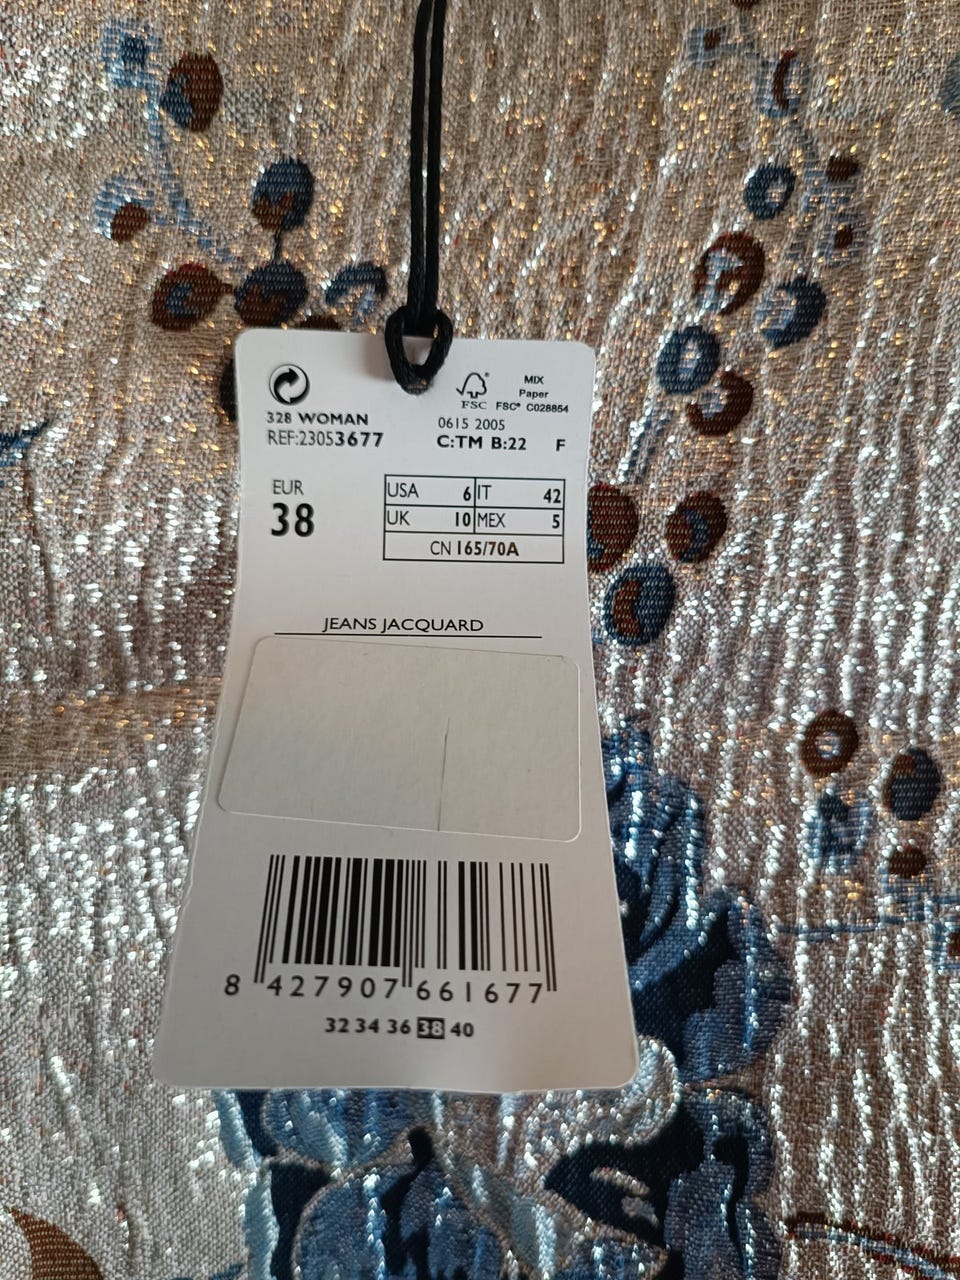 MIX
Paper
FSC FSC® C028854
328 WOMAN
REF:23053677
0615 2005
C:TM B:22 F
EUR
38
USA 6 IT 42
UK 10 MEX 5
CN 165/70A
JEANS JACQUARD
8 427907 661677
32 34 36 38 40